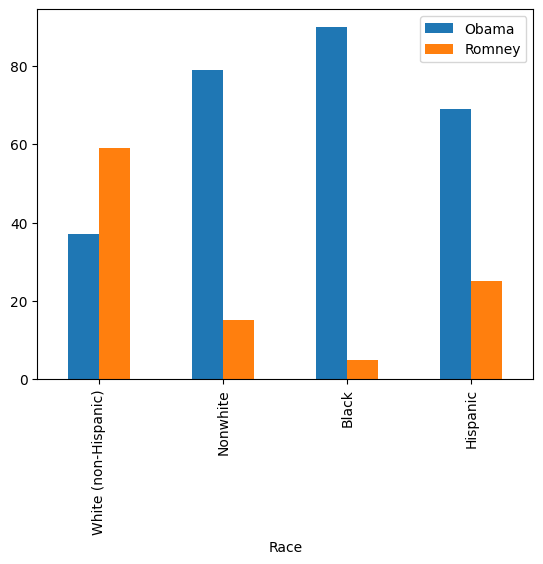 Obama
Romney
80
60
40
20
0
White (non-Hispanic)
Nonwhite
Black
Hispanic
Race